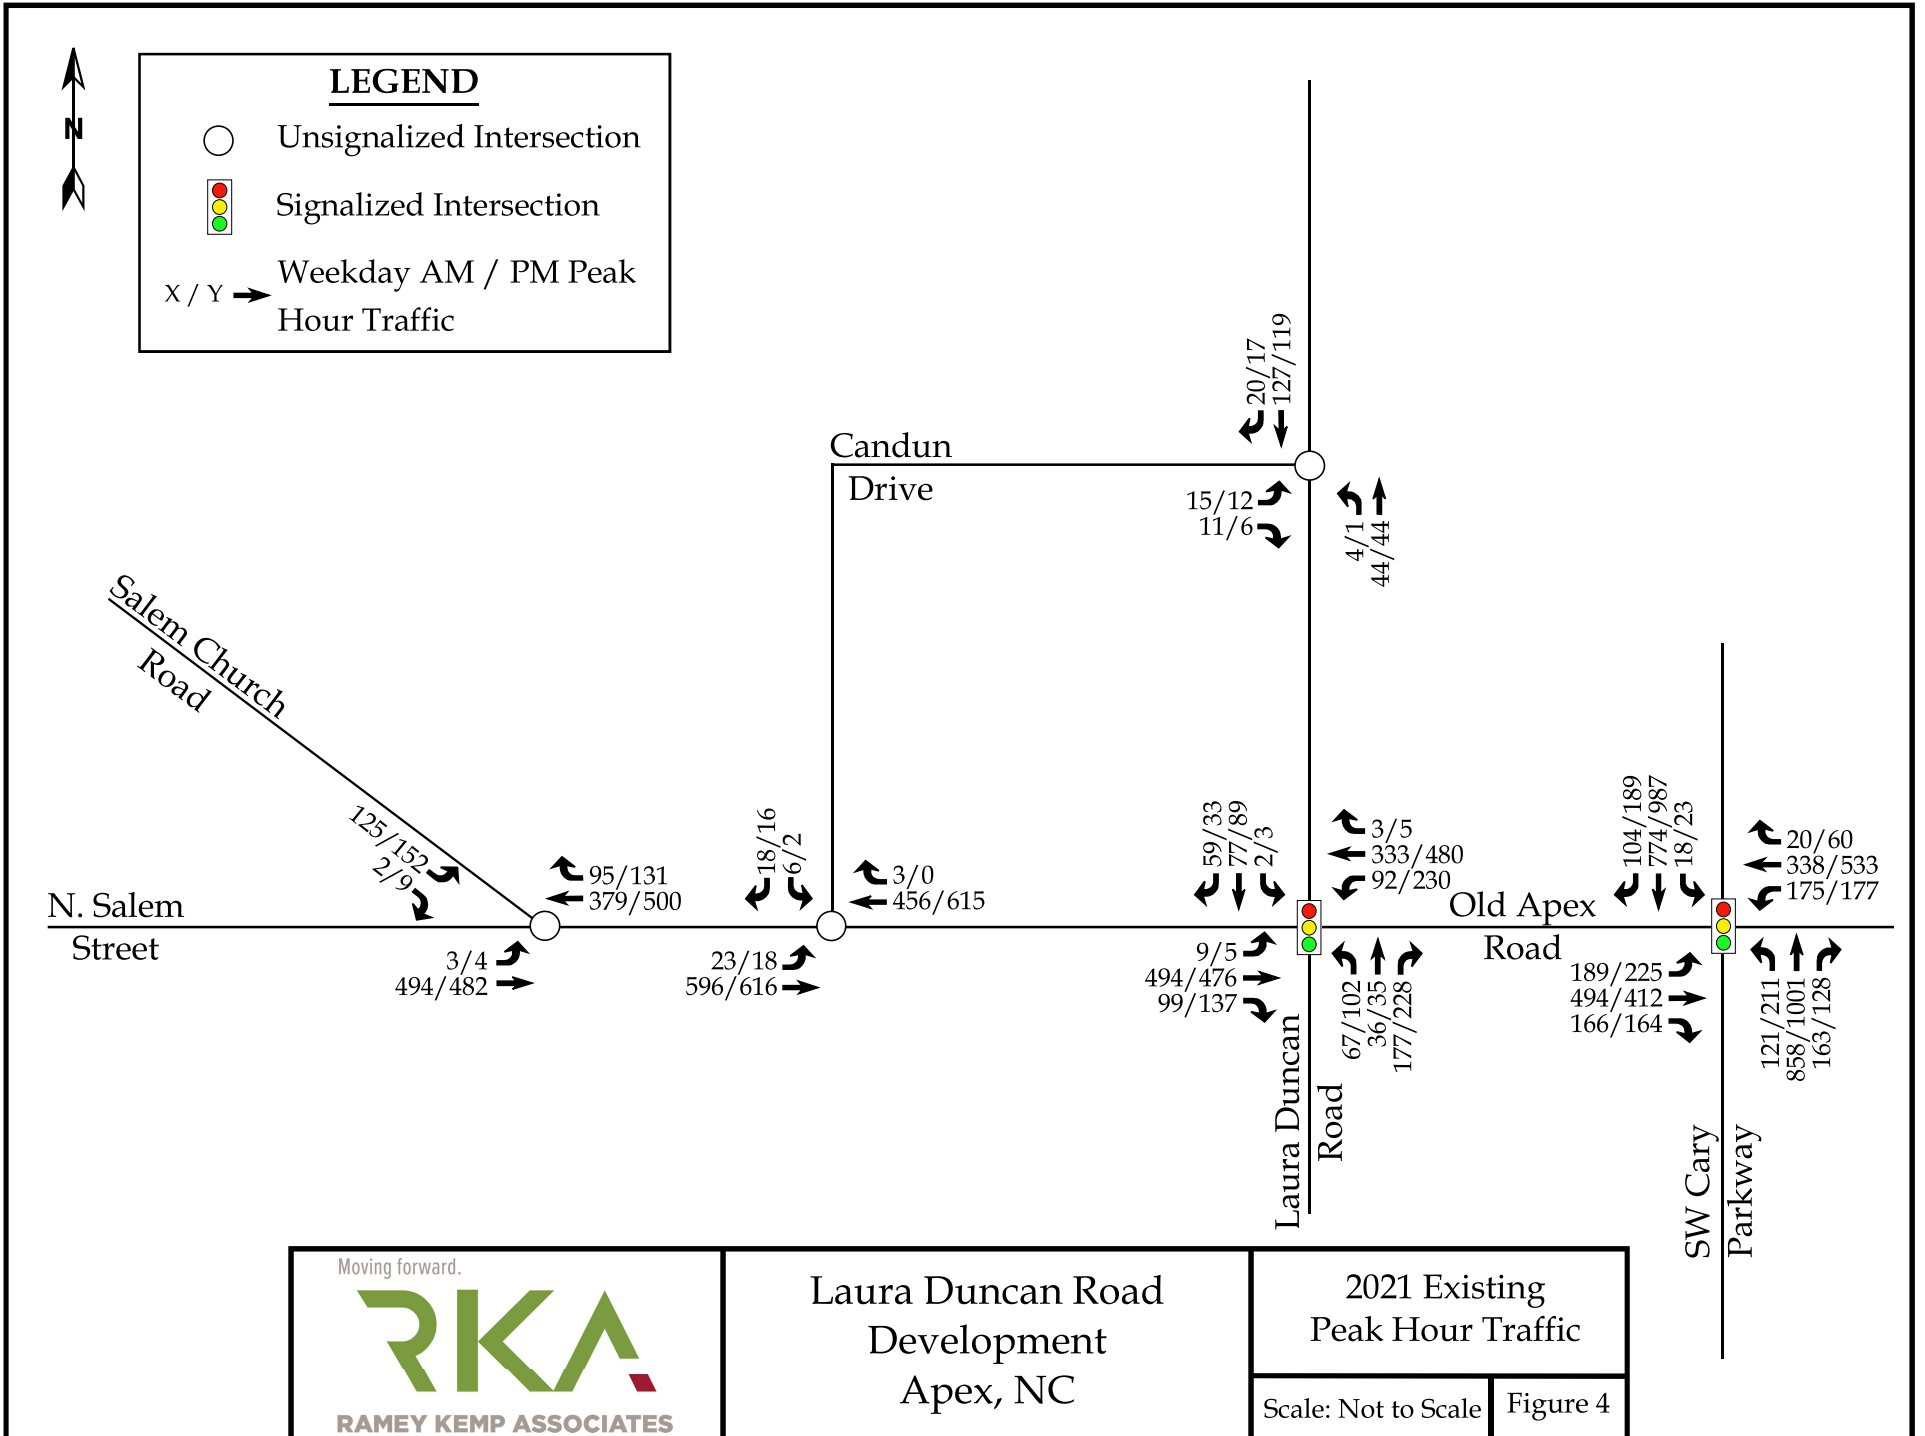 N
LEGEND
Unsignalized Intersection
Signalized Intersection
X / Y
Weekday AM / PM Peak
Hour Traffic
20/17
127/119
Candun
Drive
15/12
11/6
4/1
44/44
Salem Church
Road
125/152
2/9
N. Salem
Street
95/131
379/500
3/4
494/482
18/16
6/2
3/0
456/615
23/18
596/616
59/33
77/89
2/3
3/5
333/480
92/230
9/5
494/476
99/137
67/102
36/35
177/228
Laura Duncan
Road
Old Apex
Road
104/189
774/987
18/23
20/60
338/533
175/177
189/225
494/412
166/164
121/211
858/1001
163/128
SW Cary
Parkway
Moving forward.
RKA
RAMEY KEMP ASSOCIATES
Laura Duncan Road
Development
Apex, NC
2021 Existing
Peak Hour Traffic
Scale: Not to Scale
Figure 4